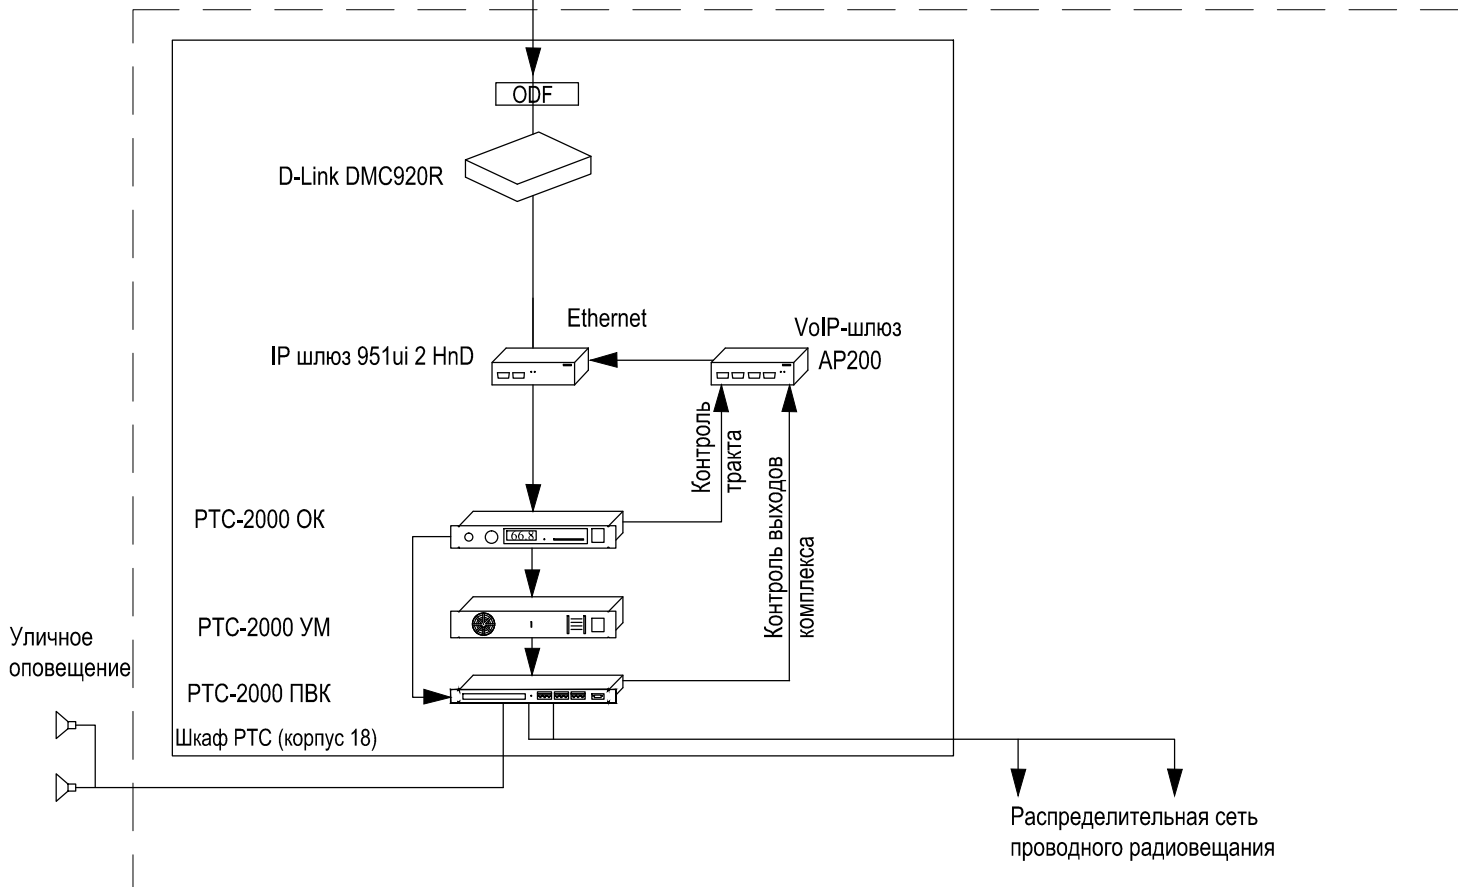 ODF
D-Link DMC920R
Ethernet
VoIP-шлюз
AP200
IP шлюз 951ui 2 HnD
Контроль
тракта
Контроль выходов
комплекса
РТС-2000 ОК
66.8
РТС-2000 УМ
Уличное
оповещение
РТС-2000 ПВК
Шкаф РТС (корпус 18)
Распределительная сеть
проводного радиовещания